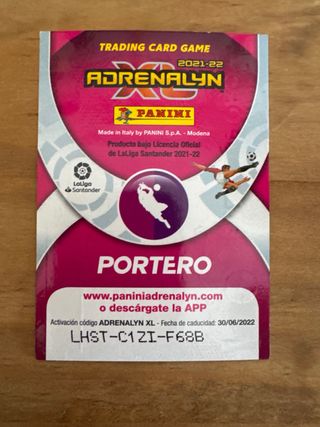 TRADING CARD GAME
2021-22
ADRENALYN
XL
PANINI
Made in Italy by PANINI S.p.A. - Modena
Producto bajo Licencia Oficial
de LaLiga Santander 2021-22
LaLiga
Santander
PORTERO
www.paniniadrenalyn.com
o descárgate la APP
Activación código ADRENALYN XL - Fecha de caducidad: 30/06/2022
LHST-C1ZI-F68B